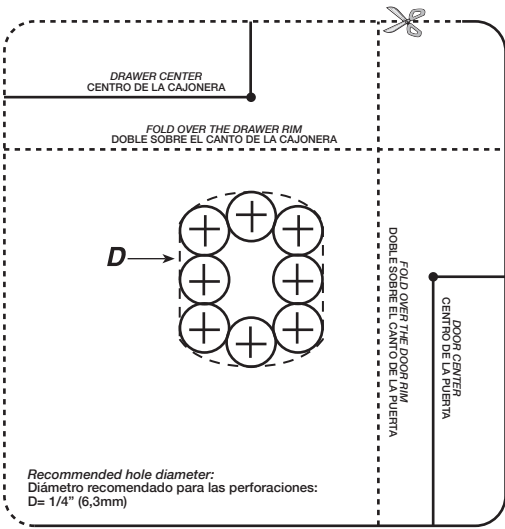 DRAWER CENTER
CENTRO DE LA CAJONERA
FOLD OVER THE DRAWER RIM
DOBLE SOBRE EL CANTO DE LA CAJONERA
D
FOLD OVER THE DOOR RIM
DOBLE SOBRE EL CANTO DE LA PUERTA
DOOR CENTER
CENTRO DE LA PUERTA
Recommended hole diameter:
Diámetro recomendado para las perforaciones:
D= 1/4” (6,3mm)